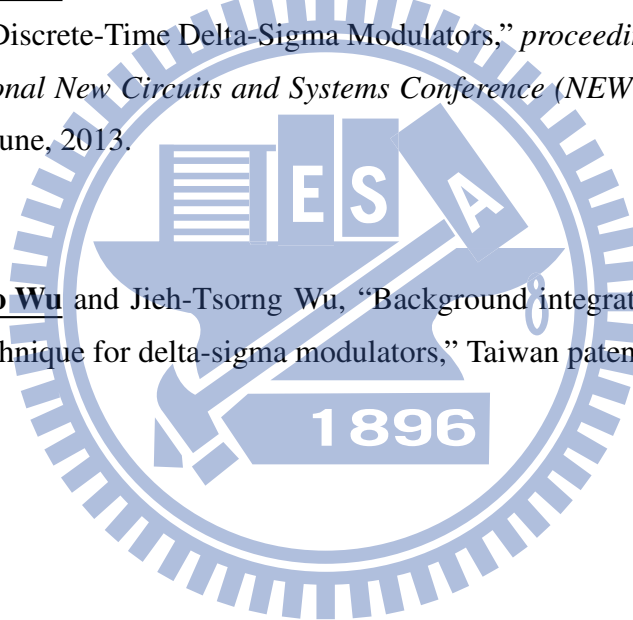 Discrete-Time Delta-Sigma Modulators,”
onal New Circuits and Systems Conference (NEW
une, 2013.
E S A
Wu and Jieh-Tsorng Wu, “Background integrat
hnique for delta-sigma modulators,” Taiwan paten
1896